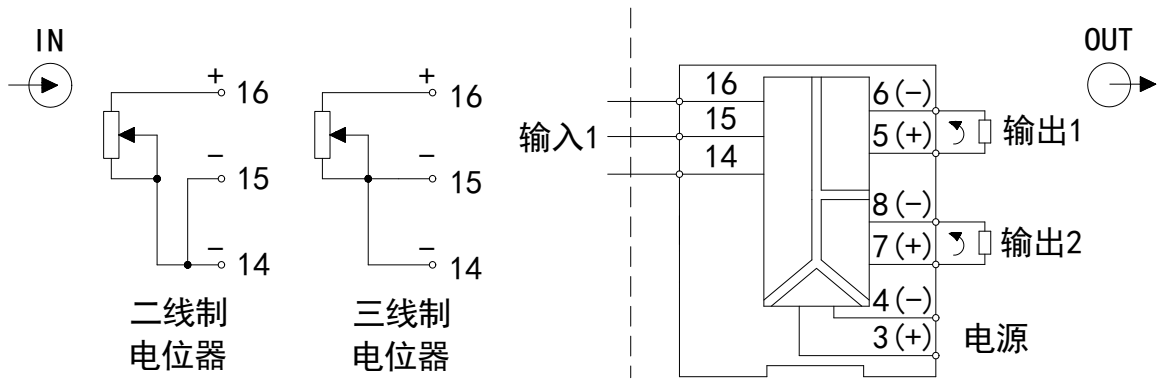 IN
+ 16
− 15
− 14
二线制
电位器
+ 16
− 15
− 14
三线制
电位器
输入1
16
15
14
6(−)
5(+)
输出1
8(−)
7(+)
输出2
4(−)
3(+)
电源
OUT